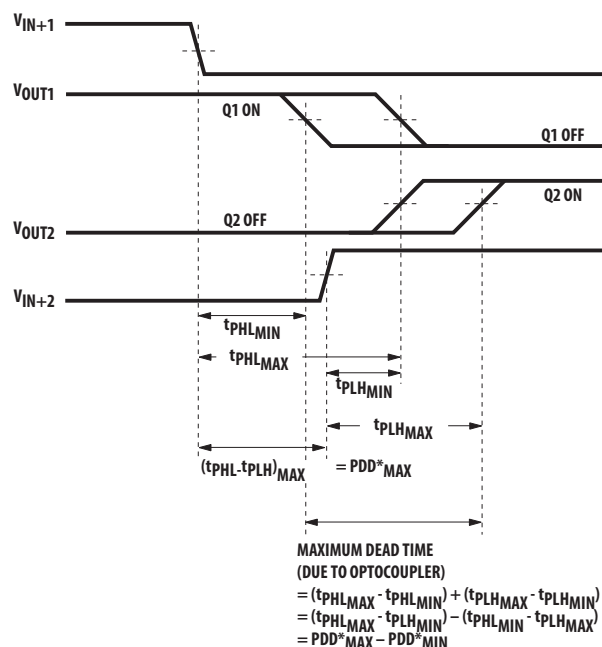 VIN+1
VOUT1
Q1 ON
Q1 OFF
Q2 ON
VOUT2
Q2 OFF
VIN+2
tPHLMIN
tPHLMAX
tPLHMIN
tPLHMAX
(tPHL-tPLH)MAX = PDD*MAX
MAXIMUM DEAD TIME
(DUE TO OPTOCOUPLER)
= (tPHLMAX - tPHLMIN) + (tPLHMAX - tPLHMIN)
= (tPHLMAX - tPLHMIN) – (tPHLMIN - tPLHMAX)
= PDD*MAX – PDD*MIN